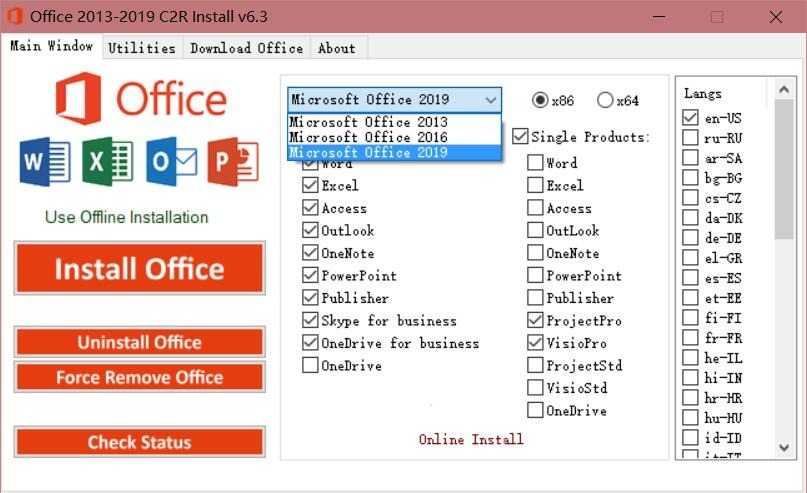 Office 2013-2019 C2R Install v6.3
Main Window
Utilities
Download Office
About
Office
Use Offline Installation
Install Office
Uninstall Office
Force Remove Office
Check Status
Microsoft Office 2019
Microsoft Office 2013
Microsoft Office 2016
Microsoft Office 2019
x86
x64
Word
Excel
Access
Outlook
OneNote
PowerPoint
Publisher
Skype for business
OneDrive for business
OneDrive
Single Products:
Word
Excel
Access
OutLook
OneNote
PowerPoint
Publisher
ProjectPro
VisioPro
ProjectStd
VisioStd
OneDrive
Online Install
Langs
en-US
ru-RU
ar-SA
bg-BG
cs-CZ
da-DK
de-DE
el-GR
es-ES
et-EE
fi-FI
fr-FR
he-IL
hi-IN
hr-HR
hu-HU
id-ID
it-IT